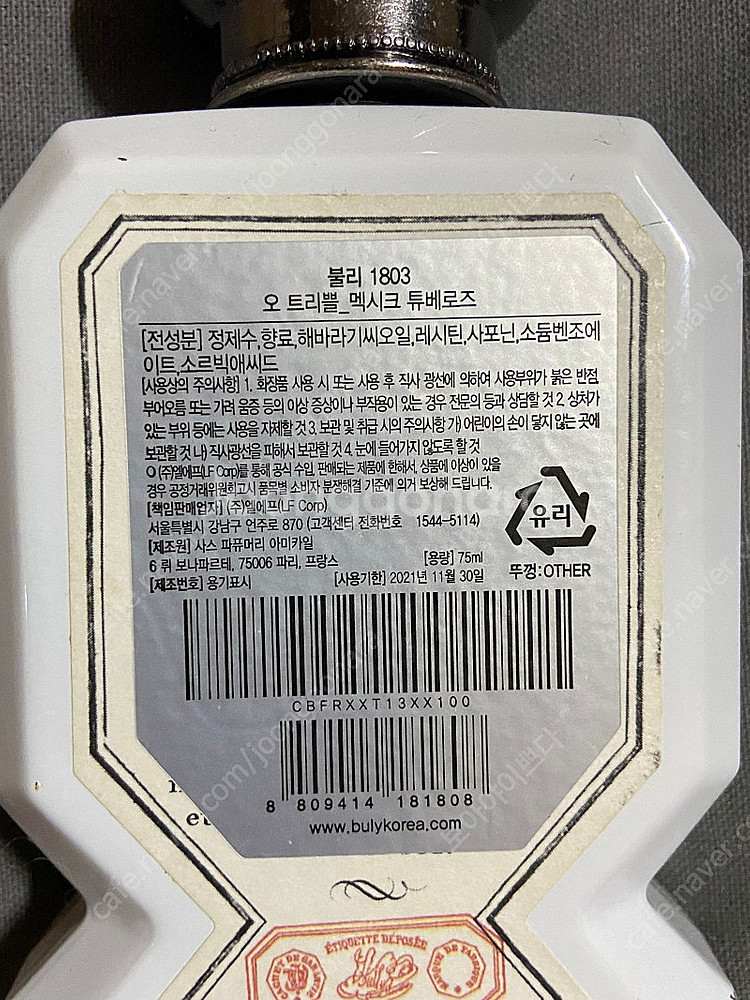 불리 1803
오 트리쁠_멕시크 튜베로즈
[전성분] 정제수,향료,해바라기씨오일,레시틴,사포닌,소듐벤조에
이트,소르빅애씨드
[사용상의 주의사항] 1. 화장품 사용 시 또는 사용 후 직사 광선에 의하여 사용부위가 붉은 반점,
부어오름 또는 가려움증 등의 이상 증상이나 부작용이 있는 경우 전문의 등과 상담할 것 2. 상처가
있는 부위 등에는 사용을 자제할 것 3. 보관 및 취급 시의 주의사항 가) 어린이의 손이 닿지 않는 곳에
보관할 것 나) 직사광선을 피해서 보관할 것 4. 눈에 들어가지 않도록 할 것
O (주)엘에프(LF Corp)를 통해 공식 수입, 판매되는 제품에 한해서, 상품에 이상이 있을
경우 공정거래위원회고시 품목별 소비자 분쟁해결 기준에 의거 보상해 드립니다.
[책임판매업자] (주)엘에프(LF Corp)
서울특별시 강남구 언주로 870 (고객센터 전화번호 1544-5114)
[제조원] 사스 파퓨머리 아미카일
6 뤼 보나파르테, 75006 파리, 프랑스 [용량] 75ml
[제조번호] 용기표시 [사용기한] 2021년 11월 30일
유리
뚜껑:OTHER
CBFRXXT13XX100
8 809414 181808
www.bulykorea.com
et
ÉTIQUETTE DÉPOSÉE
CACHET DE GARANTIE
Buly
cafe.naver.com/joonggonara